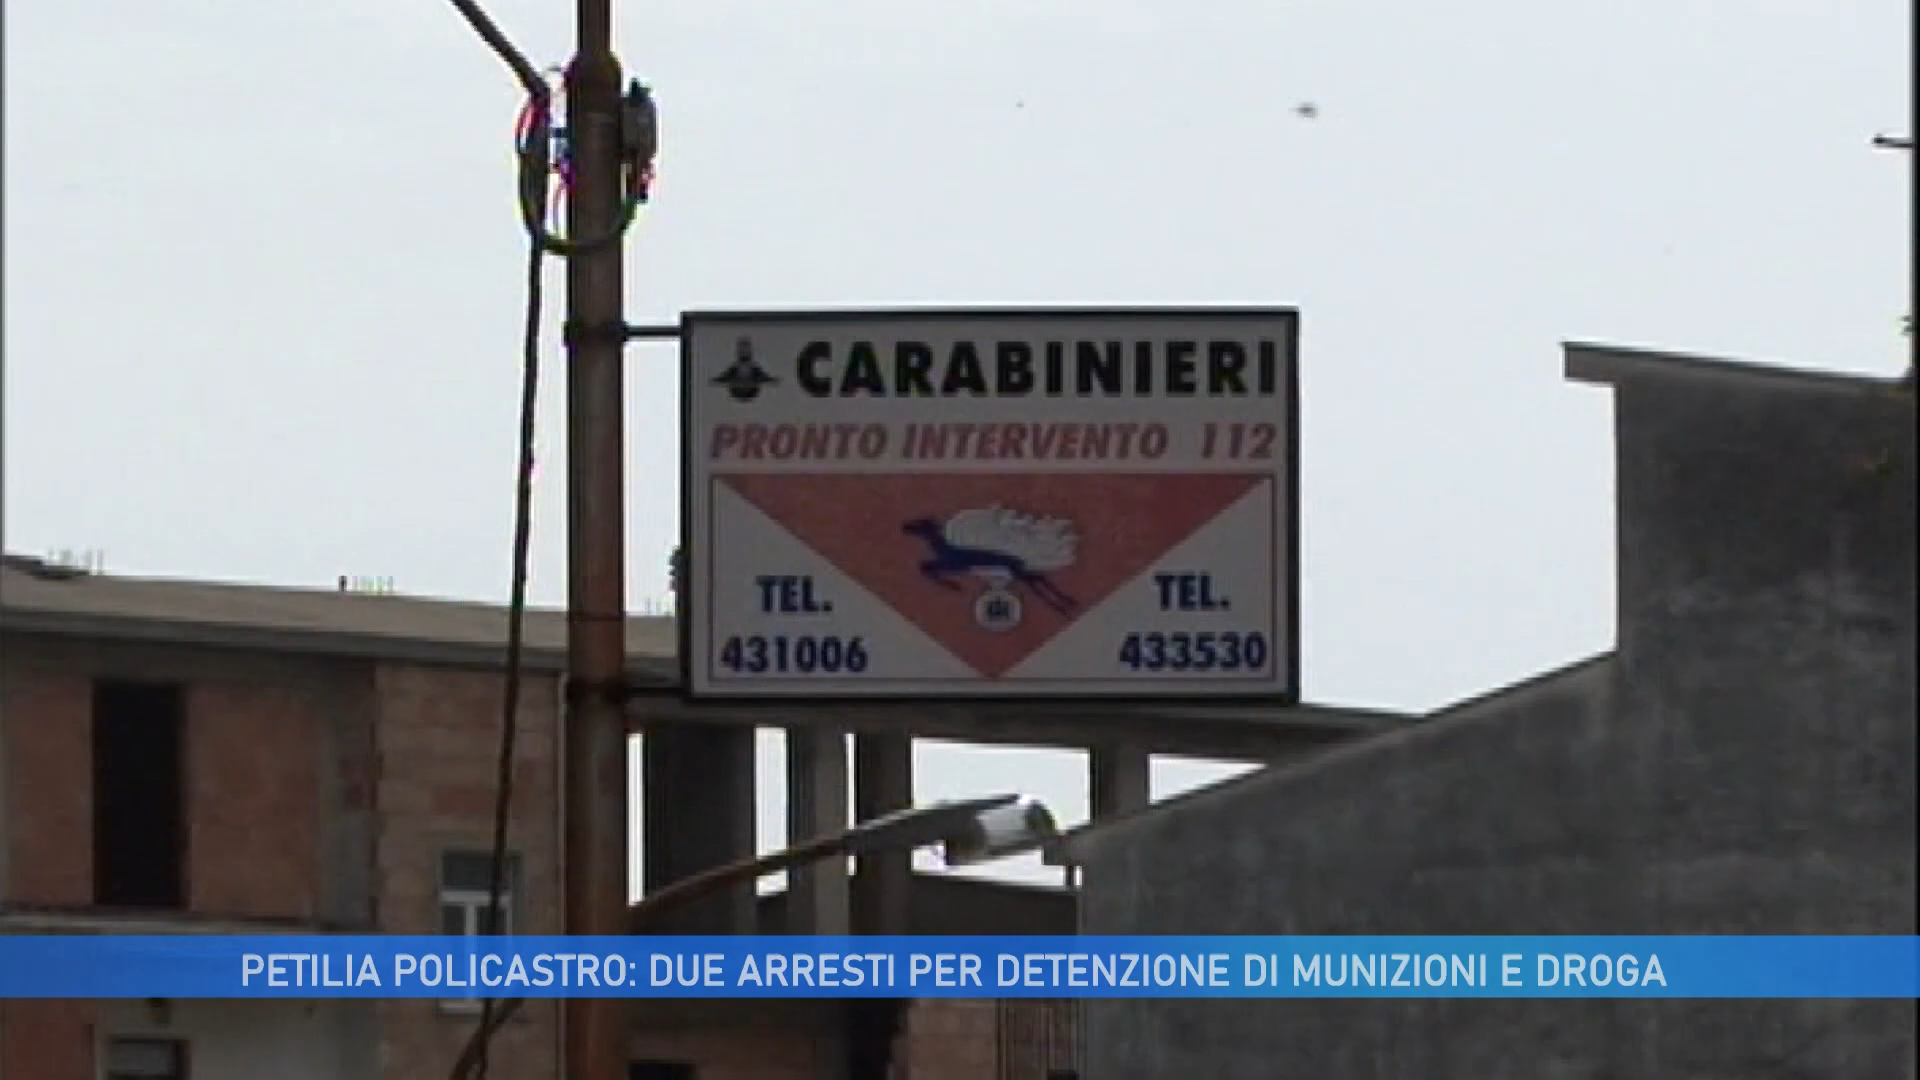 CARABINIERI
PRONTO INTERVENTO 112
TEL.
431006
TEL.
433530
PETILIA POLICASTRO: DUE ARRESTI PER DETENZIONE DI MUNIZIONI E DROGA